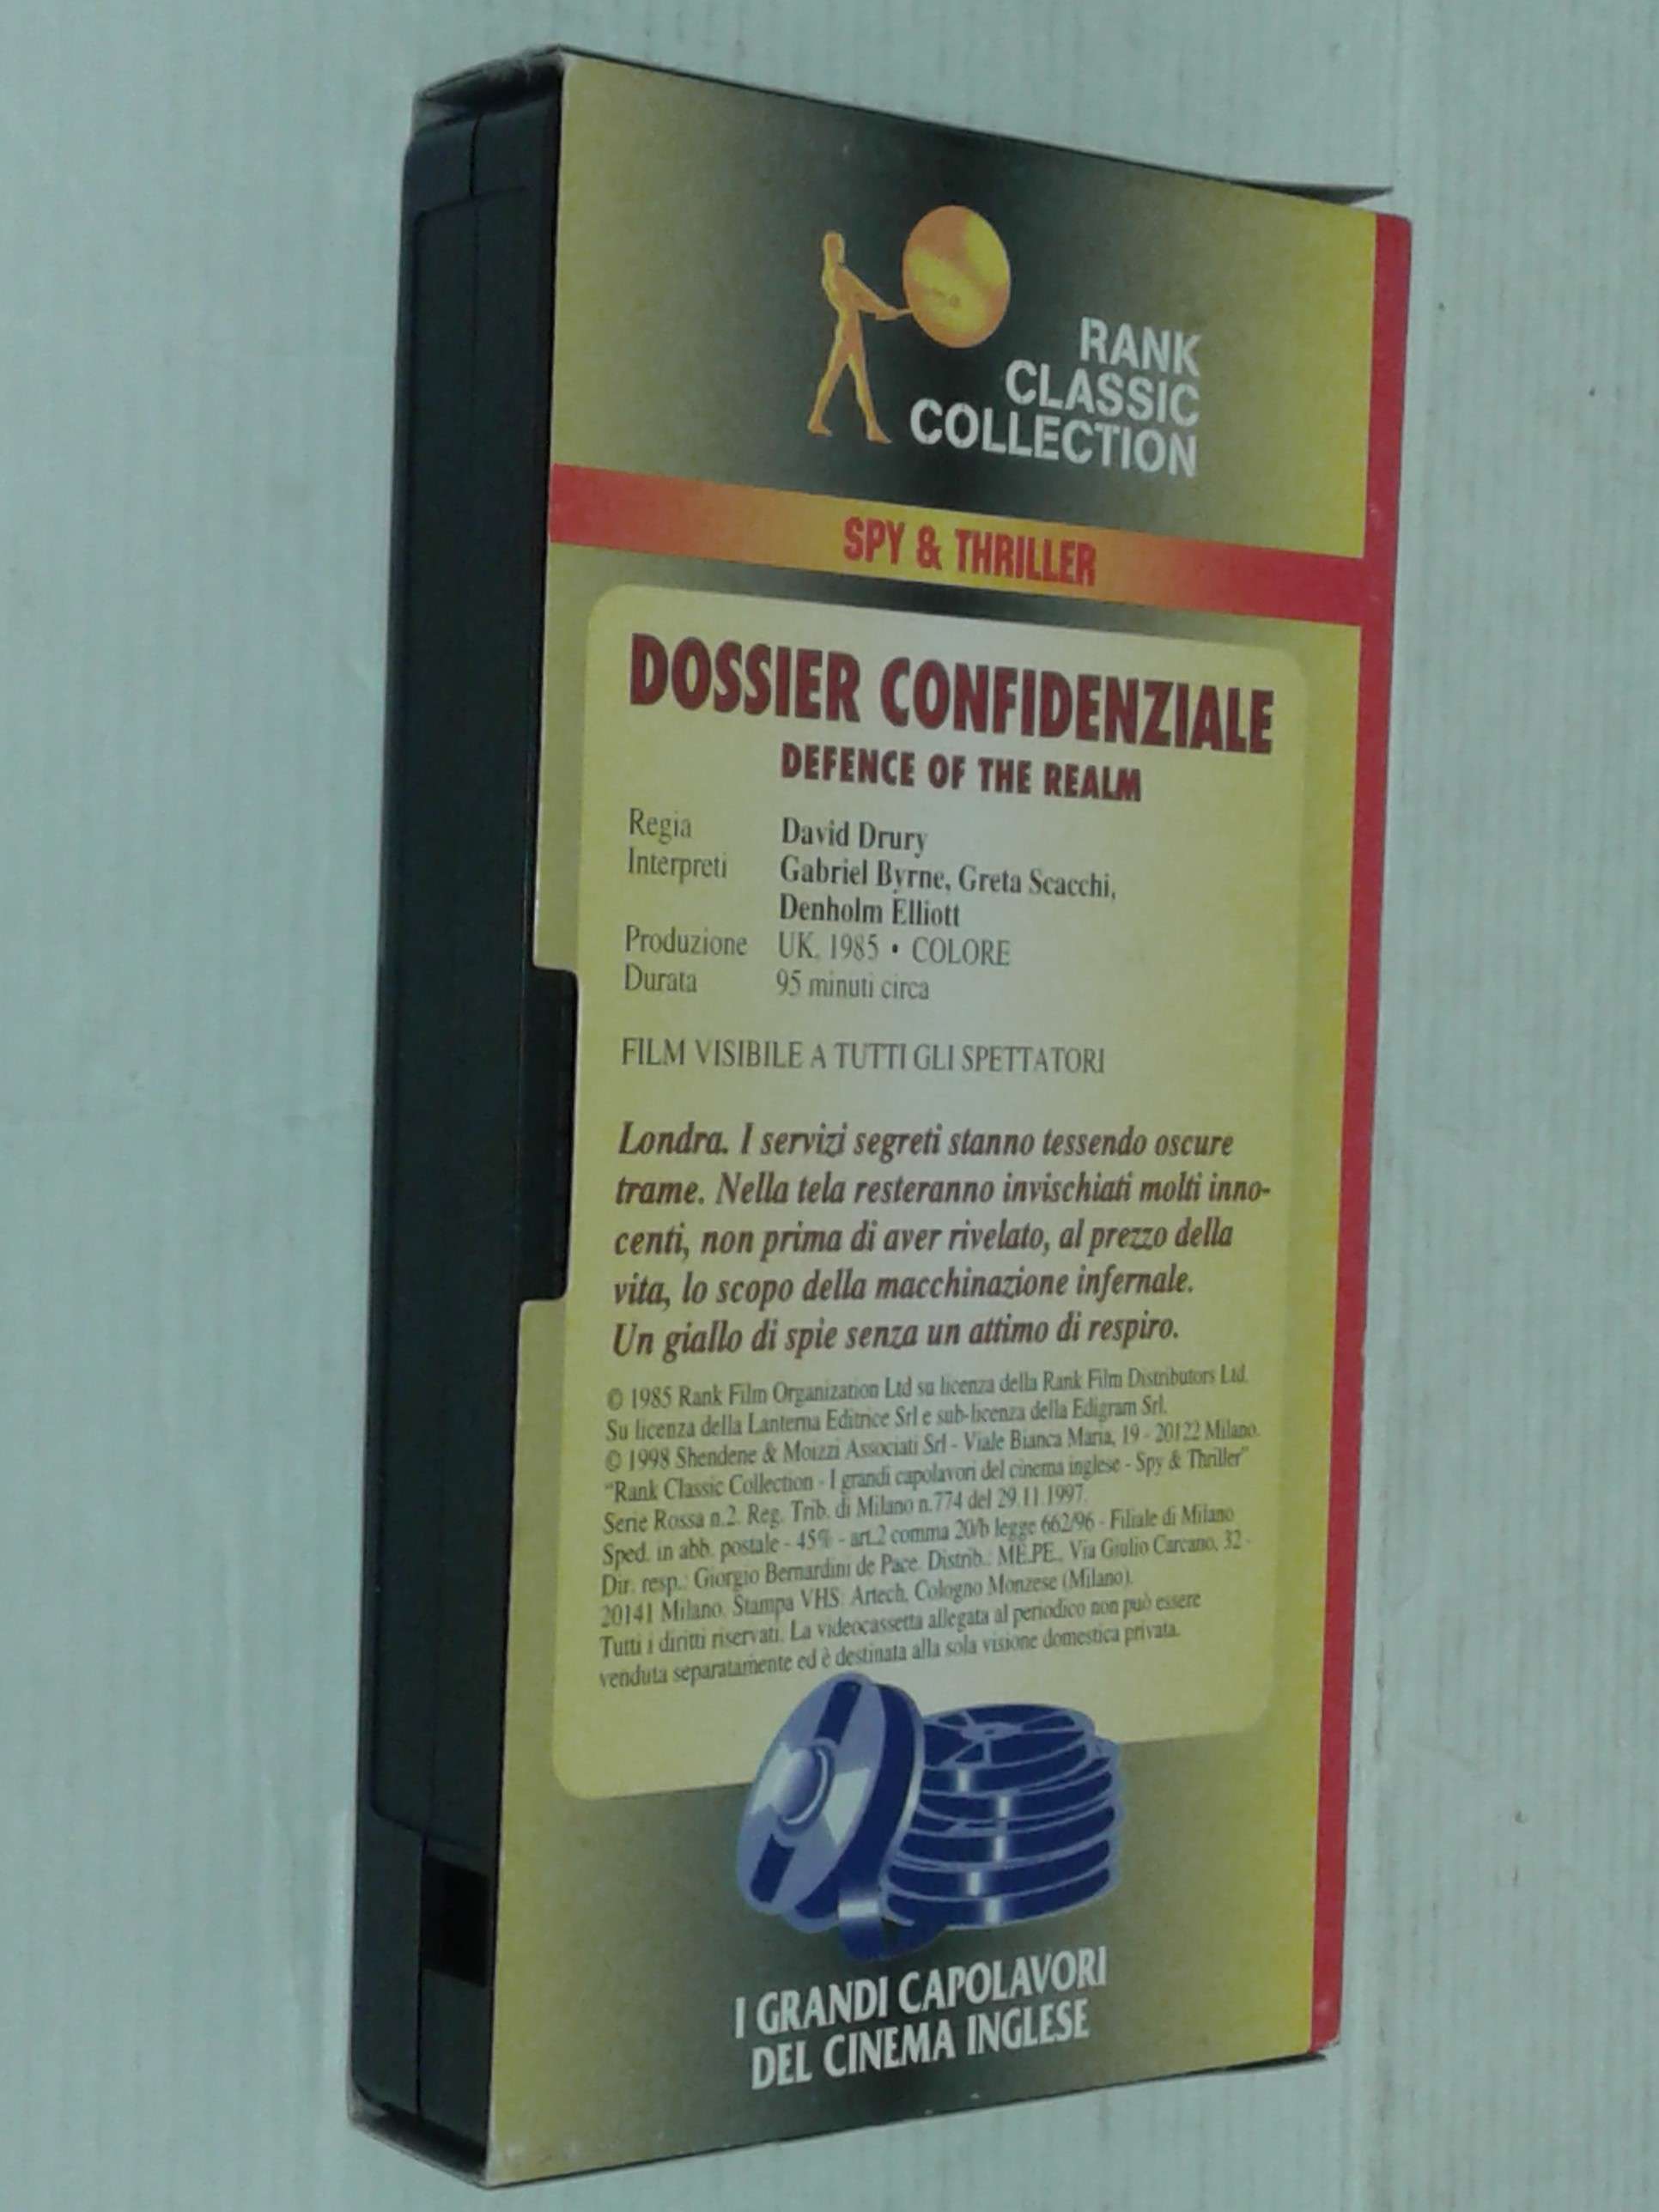 RANK
CLASSIC
COLLECTION
SPY & THRILLER
DOSSIER CONFIDENZIALE
DEFENCE OF THE REALM
Regia David Drury
Interpreti Gabriel Byrne, Greta Scacchi,
Denholm Elliott
Produzione UK, 1985 • COLORE
Durata 95 minuti circa
FILM VISIBILE A TUTTI GLI SPETTATORI
Londra. I servizi segreti stanno tessendo oscure
trame. Nella tela resteranno invischiati molti inno-
centi, non prima di aver rivelato, al prezzo della
vita, lo scopo della macchinazione infernale.
Un giallo di spie senza un attimo di respiro.
© 1985 Rank Film Organization Ltd su licenza della Rank Film Distributors Ltd.
Su licenza della Lanterna Editrice Srl e sub-licenza della Edigram Srl.
© 1998 Shendene & Moizzi Associati Srl - Viale Bianca Maria, 19 - 20122 Milano.
“Rank Classic Collection - I grandi capolavori del cinema inglese - Spy & Thriller”
Serie Rossa n.2. Reg. Trib. di Milano n.774 del 29.11.1997.
Sped. in abb. postale - 45% - art.2 comma 20/b legge 662/96 - Filiale di Milano
Dir. resp.: Giorgio Bernardini de Pace. Distrib.: ME.PE., Via Giulio Carcano, 32 -
20141 Milano. Stampa VHS: Artech, Cologno Monzese (Milano).
Tutti i diritti riservati. La videocassetta allegata al periodico non può essere
venduta separatamente ed è destinata alla sola visione domestica privata.
I GRANDI CAPOLAVORI
DEL CINEMA INGLESE